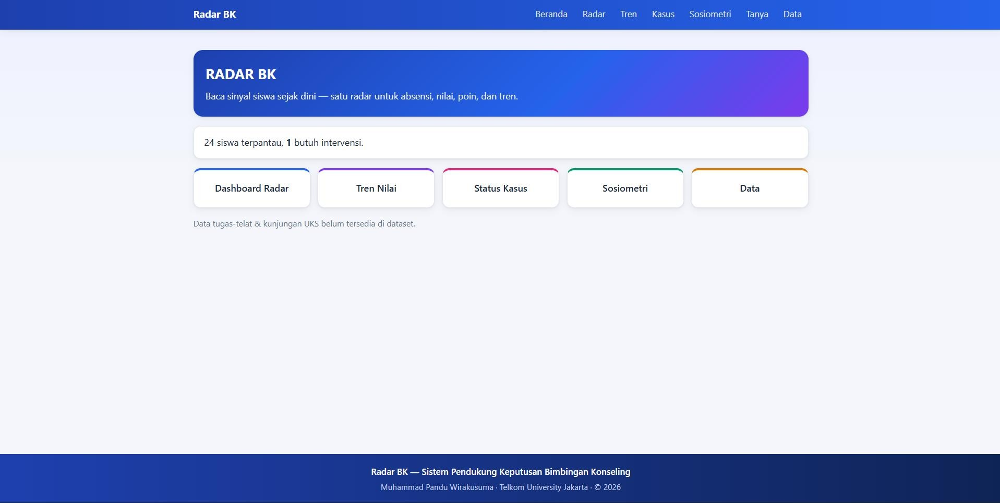 Radar BK
Beranda Radar Tren Kasus Sosiometri Tanya Data
RADAR BK
Baca sinyal siswa sejak dini — satu radar untuk absensi, nilai, poin, dan tren.
24 siswa terpantau, 1 butuh intervensi.
Dashboard Radar
Tren Nilai
Status Kasus
Sosiometri
Data
Data tugas-telat & kunjungan UKS belum tersedia di dataset.
Radar BK — Sistem Pendukung Keputusan Bimbingan Konseling
Muhammad Pandu Wirakusuma · Telkom University Jakarta · © 2026